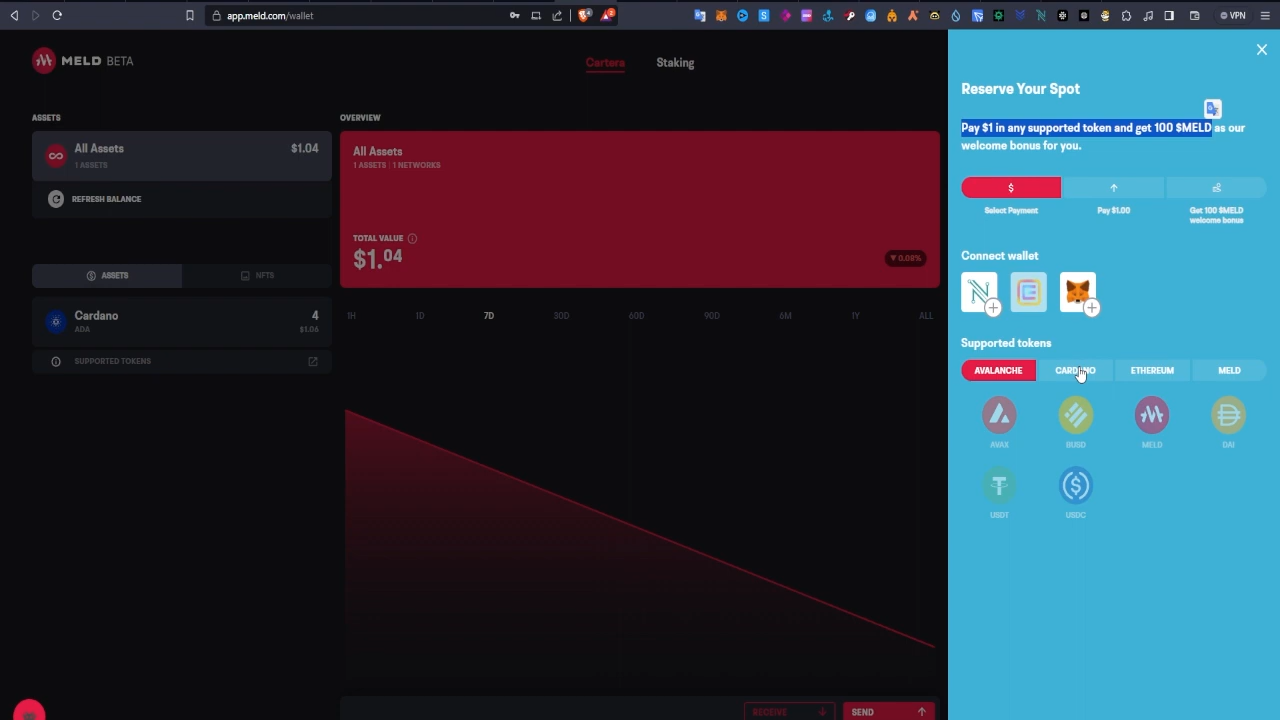 app.meld.com/wallet
VPN
MELD BETA
Cartera
Staking
ASSETS
All Assets
$1.04
1 ASSETS
REFRESH BALANCE
ASSETS
NFTS
Cardano
4
ADA
$1.06
SUPPORTED TOKENS
OVERVIEW
All Assets
1 ASSETS | 1 NETWORKS
TOTAL VALUE
$1.04
▼ 0.08%
1H
1D
7D
30D
60D
90D
6M
1Y
ALL
RECEIVE
SEND
Reserve Your Spot
Pay $1 in any supported token and get 100 $MELD as our
welcome bonus for you.
$
Select Payment
Pay $1.00
Get 100 $MELD
welcome bonus
Connect wallet
Supported tokens
AVALANCHE
CARDANO
ETHEREUM
MELD
AVAX
BUSD
MELD
DAI
USDT
USDC